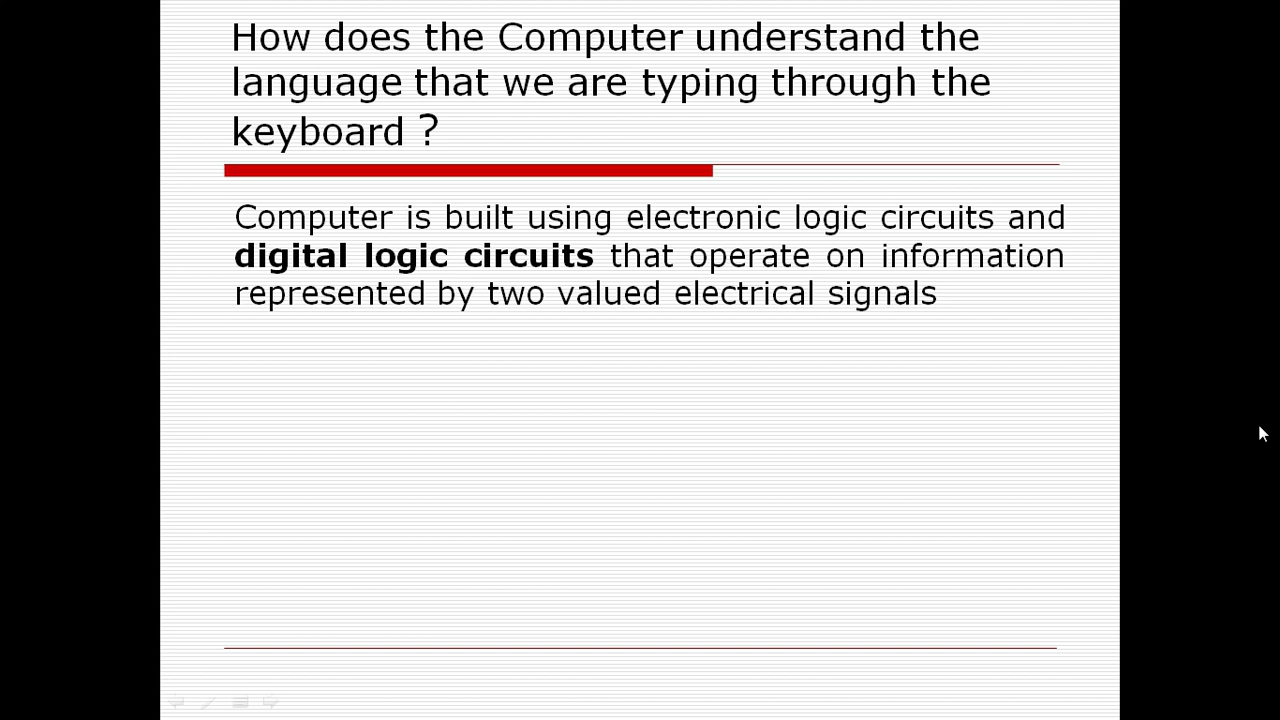 How does the Computer understand the
language that we are typing through the
keyboard ?
Computer is built using electronic logic circuits and
digital logic circuits that operate on information
represented by two valued electrical signals